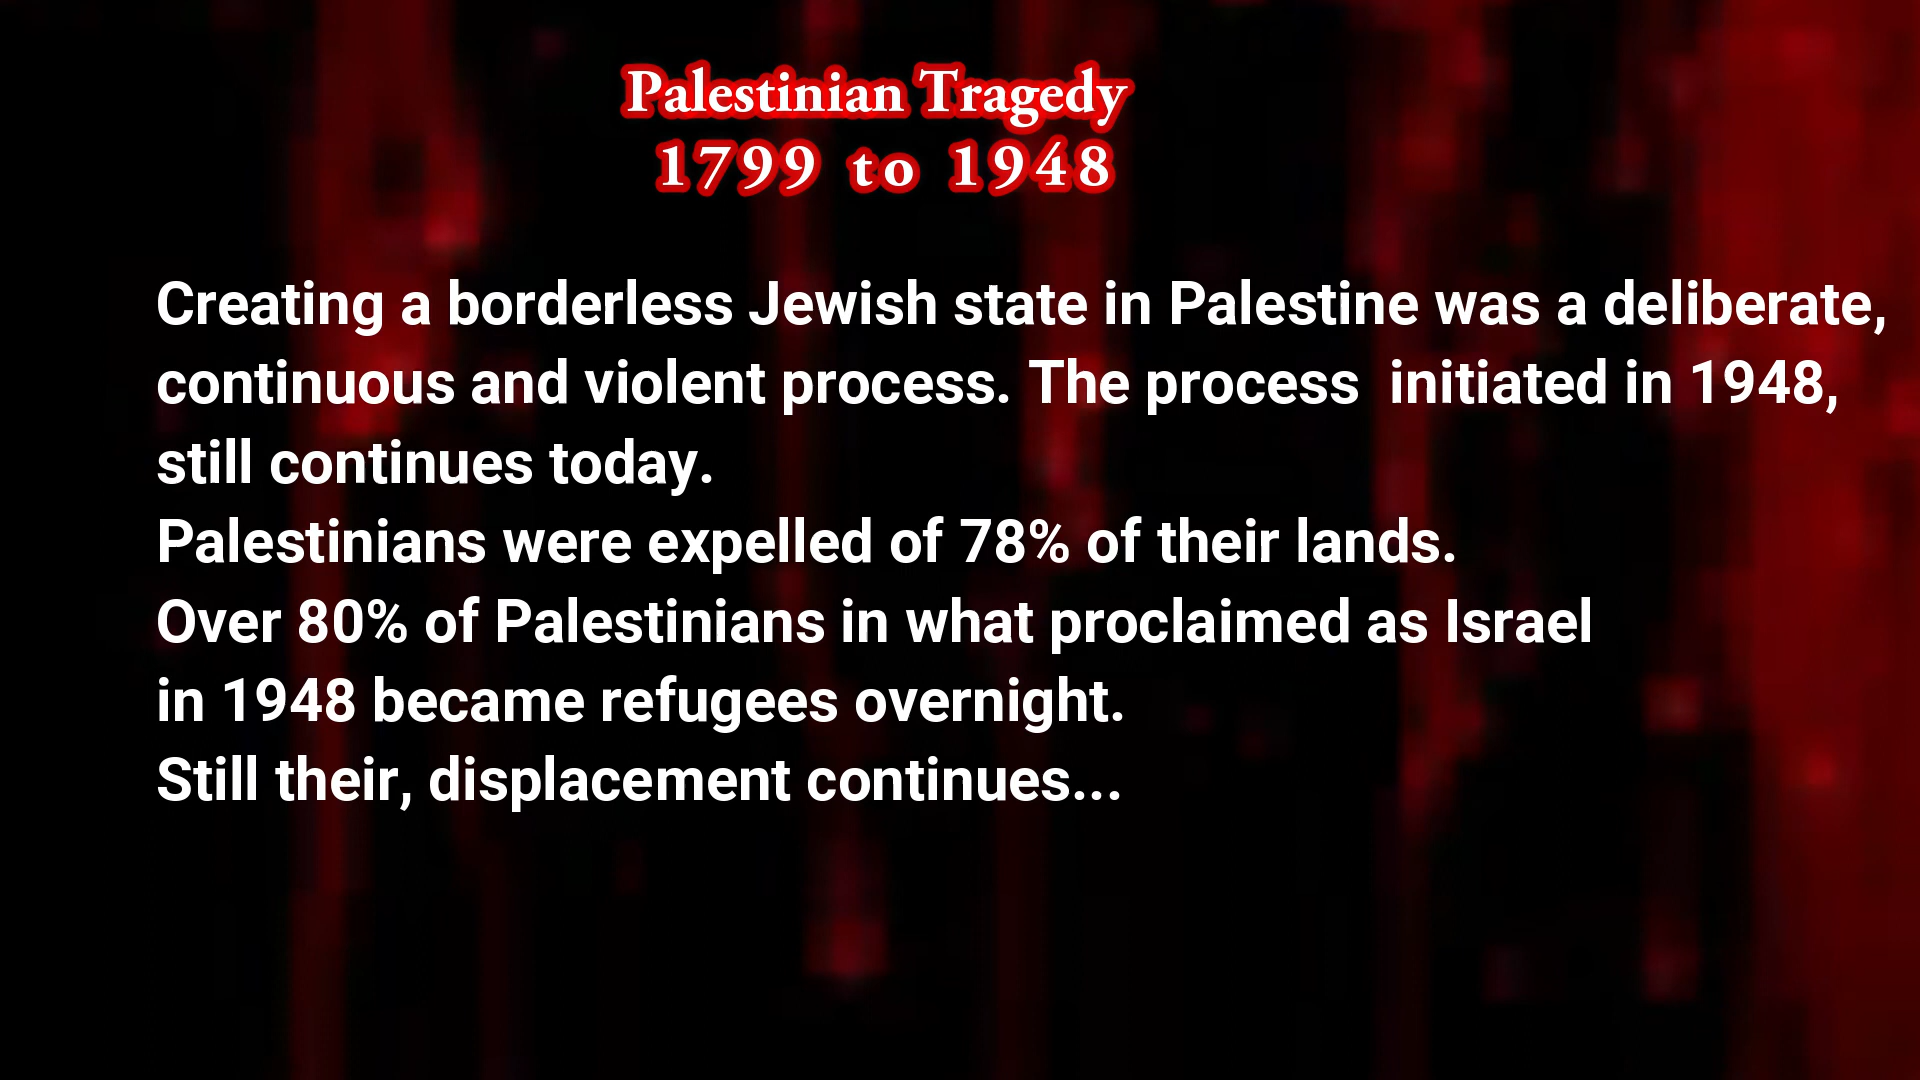 Palestinian Tragedy
1799 to 1948
Creating a borderless Jewish state in Palestine was a deliberate,
continuous and violent process. The process  initiated in 1948,
still continues today.
Palestinians were expelled of 78% of their lands.
Over 80% of Palestinians in what proclaimed as Israel
in 1948 became refugees overnight.
Still their, displacement continues...